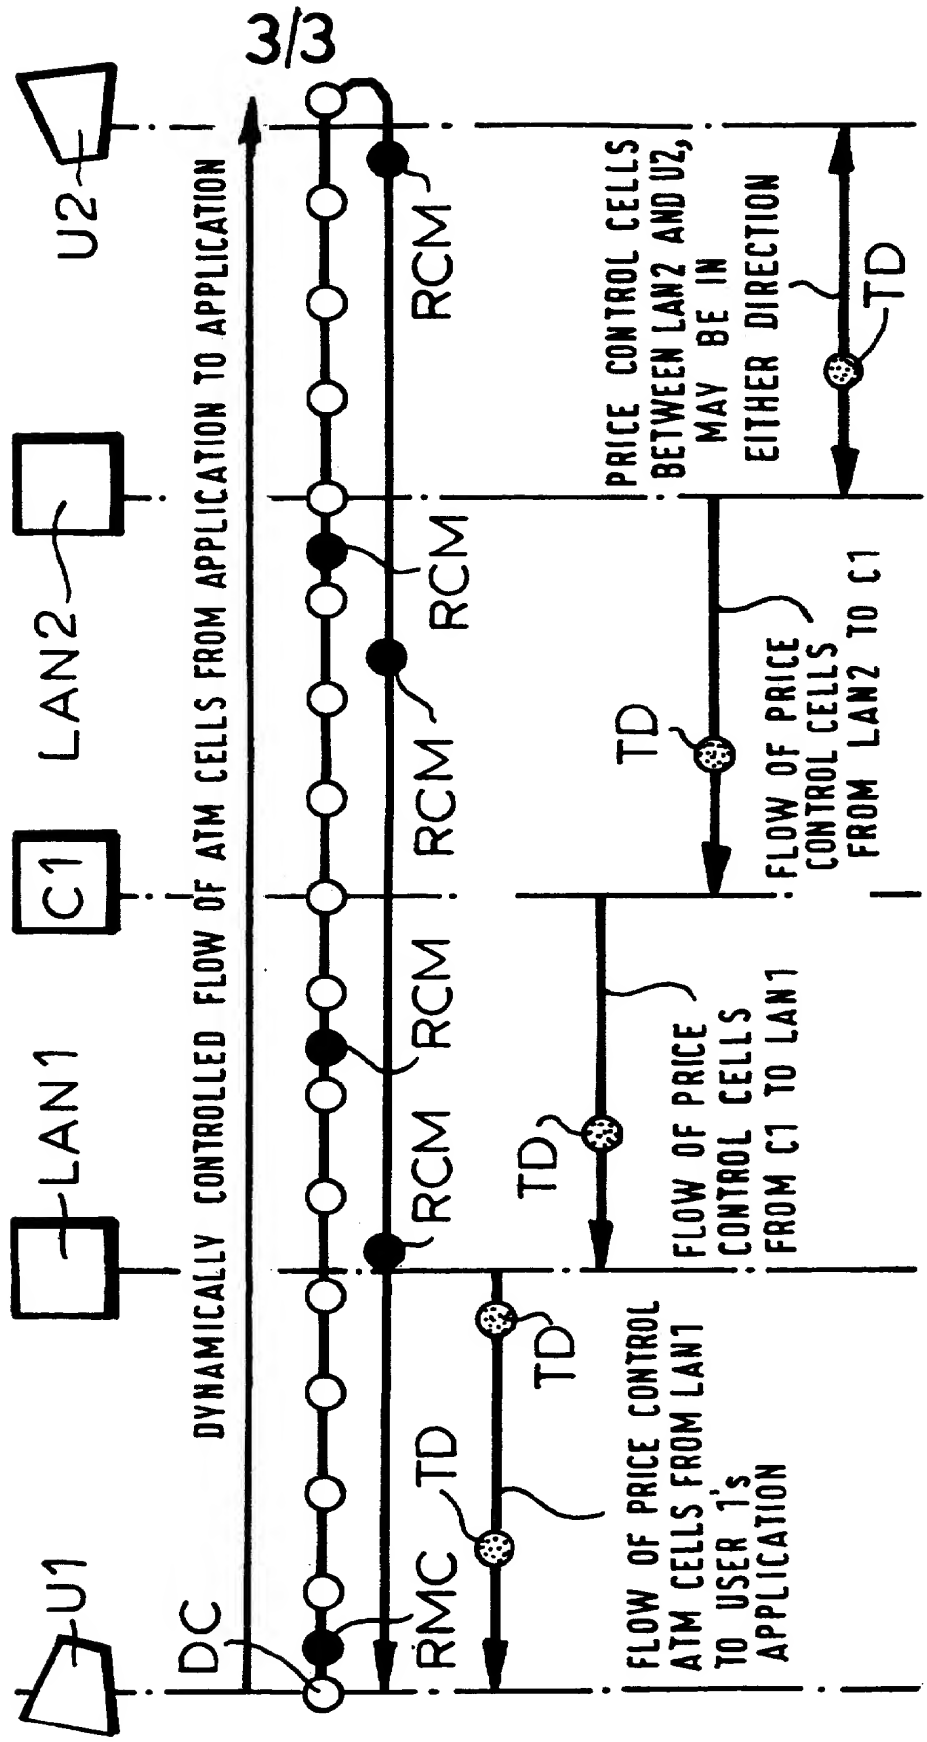 3/3
U1
LAN1
C1
LAN2
U2
DYNAMICALLY CONTROLLED FLOW OF ATM CELLS FROM APPLICATION TO APPLICATION
DC
RMC
TD
RCM
RCM
RCM
RCM
RCM
TD
FLOW OF PRICE CONTROL
ATM CELLS FROM LAN1
TO USER 1's
APPLICATION
TD
FLOW OF PRICE
CONTROL CELLS
FROM C1 TO LAN1
TD
FLOW OF PRICE
CONTROL CELLS
FROM LAN2 TO C1
PRICE CONTROL CELLS
BETWEEN LAN2 AND U2,
MAY BE IN
EITHER DIRECTION
TD